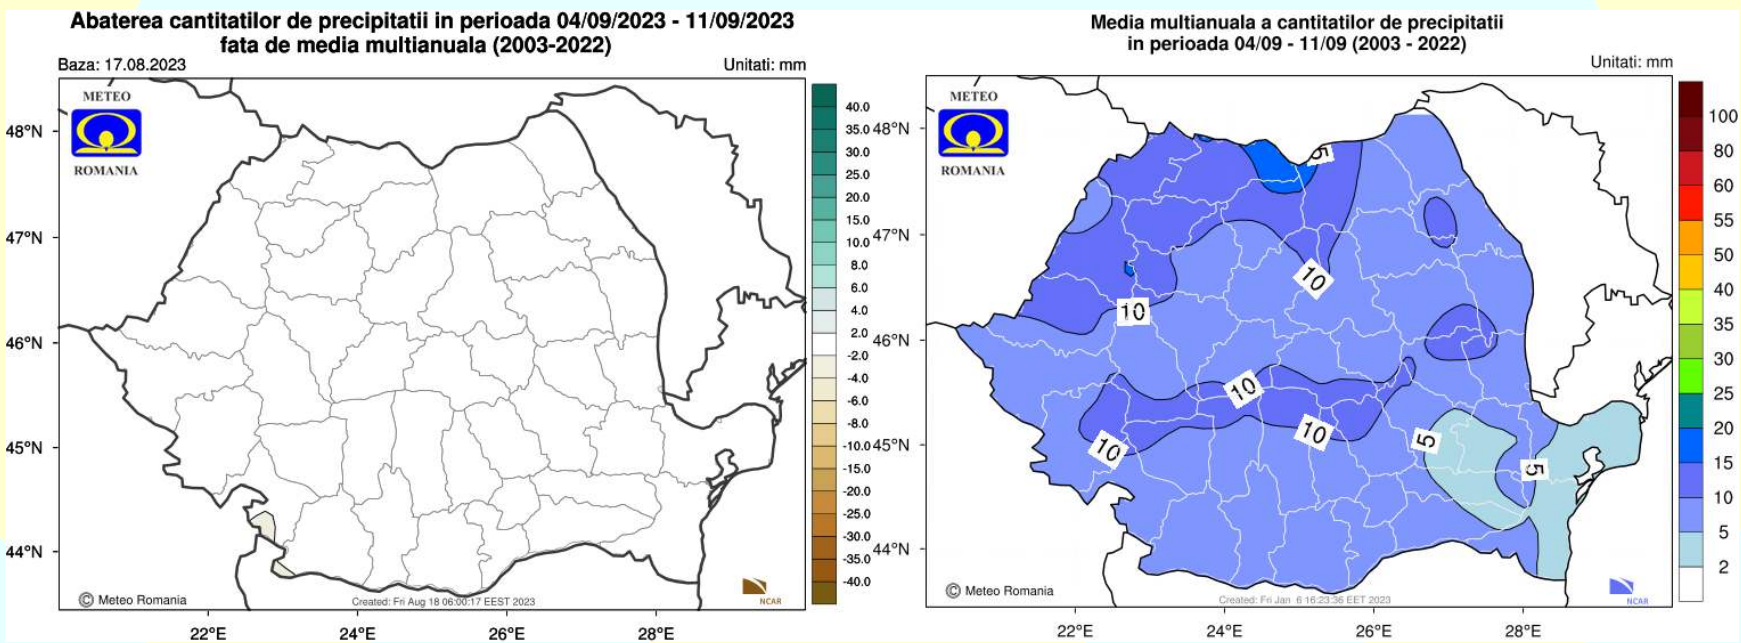 Abaterea cantitatilor de precipitatii in perioada 04/09/2023 - 11/09/2023
fata de media multianuala (2003-2022)
Baza: 17.08.2023
Unitati: mm
METEO
ROMANIA
48°N
47°N
46°N
45°N
44°N
22°E
24°E
26°E
28°E
© Meteo Romania
Created: Fri Aug 18 06:00:17 EEST 2023
NCAR
40.0
35.0
30.0
25.0
20.0
15.0
10.0
8.0
6.0
4.0
2.0
-2.0
-4.0
-6.0
-8.0
-10.0
-15.0
-20.0
-25.0
-30.0
-35.0
-40.0
Media multianuala a cantitatilor de precipitatii
in perioada 04/09 - 11/09 (2003 - 2022)
Unitati: mm
METEO
ROMANIA
48°N
47°N
46°N
45°N
44°N
5
10
10
10
10
10
5
5
22°E
24°E
26°E
28°E
© Meteo Romania
Created: Fri Jan 6 16:23:36 EET 2023
NCAR
100
80
60
55
50
40
35
30
25
20
15
10
5
2